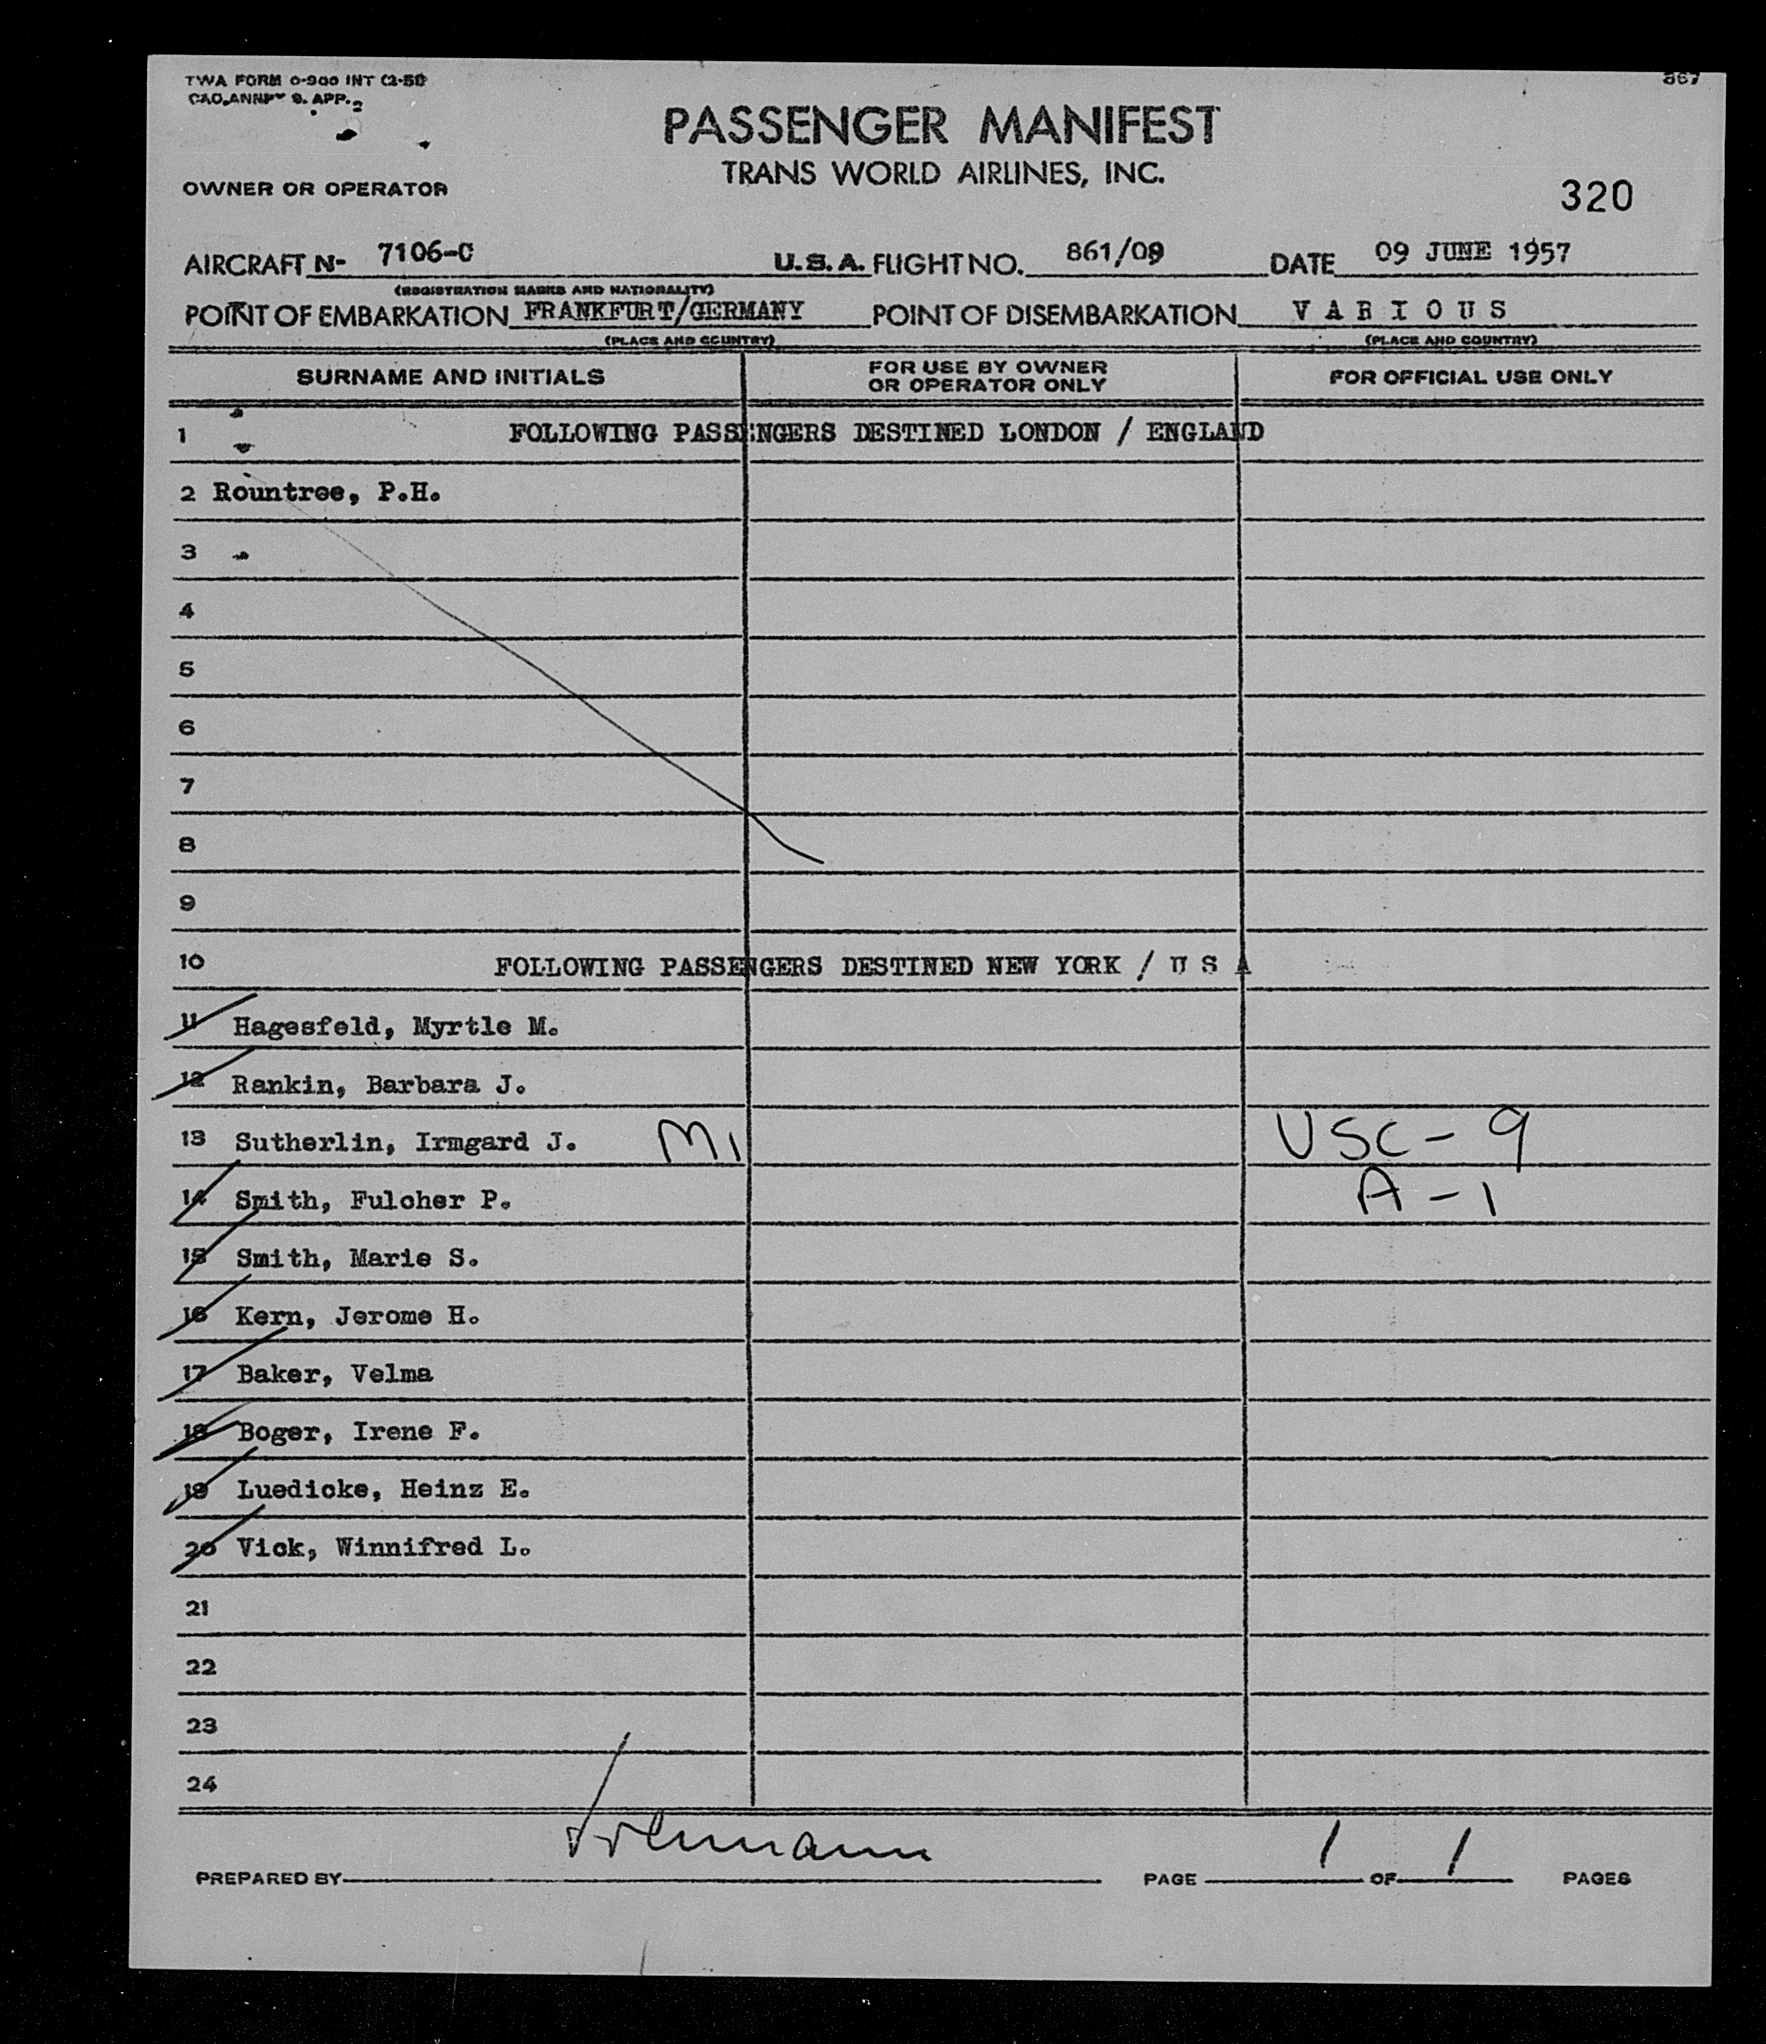 TWA FORM 0-900 INT (2-51)
867
PASSENGER MANIFEST
TRANS WORLD AIRLINES, INC.
OWNER OR OPERATOR
320
AIRCRAFT N- 7106-C U.S.A. FLIGHT NO. 861/09 DATE 09 JUNE 1957
(REGISTRATION MARKS AND NATIONALITY)
POINT OF EMBARKATION FRANKFURT/GERMANY POINT OF DISEMBARKATION VARIOUS
(PLACE AND COUNTRY) (PLACE AND COUNTRY)
SURNAME AND INITIALS FOR USE BY OWNER OR OPERATOR ONLY FOR OFFICIAL USE ONLY
1 FOLLOWING PASSENGERS DESTINED LONDON / ENGLAND
2 Rountree, P.H.
3
4
5
6
7
8
9
10 FOLLOWING PASSENGERS DESTINED NEW YORK / U S A
11 Hagesfeld, Myrtle M.
12 Rankin, Barbara J.
13 Sutherlin, Irmgard J. M1 USC - 9
14 Smith, Fulcher P. A - 1
15 Smith, Marie S.
16 Kern, Jerome H.
17 Baker, Velma
18 Boger, Irene F.
19 Luedicke, Heinz E.
20 Vick, Winnifred L.
21
22
23
24
PREPARED BY PAGE 1 OF 1 PAGES